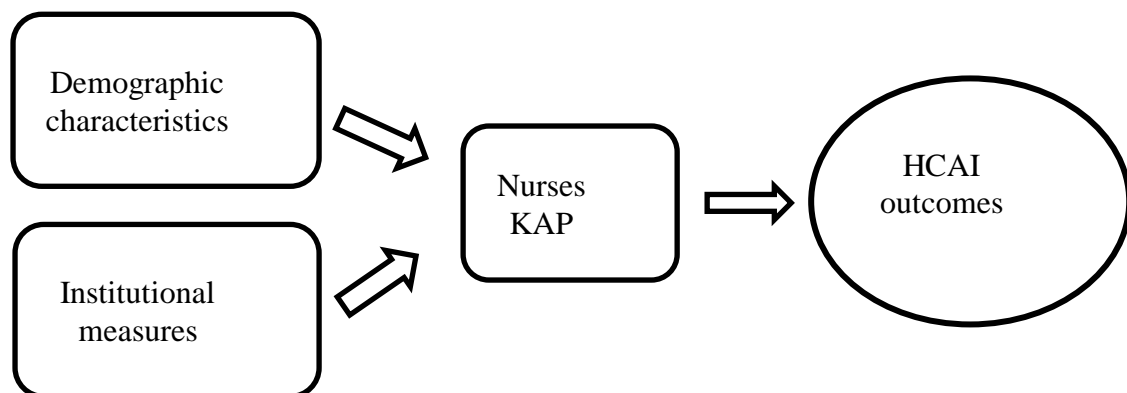 Demographic
characteristics
Institutional
measures
Nurses
KAP
HCAI
outcomes